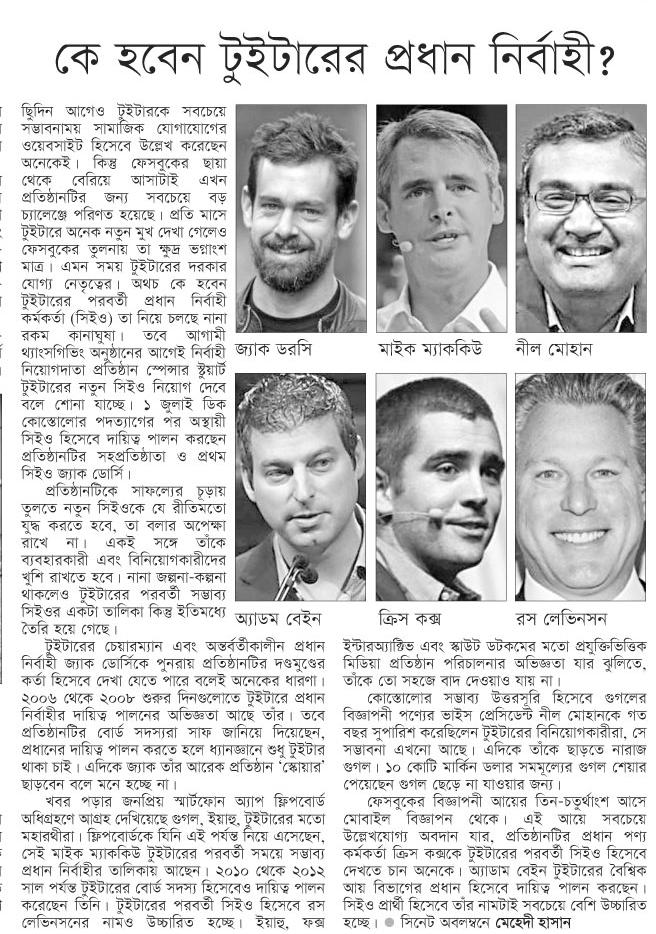 কে হবেন টুইটারের প্রধান নির্বাহী?
ছুদিন আগেও টুইটারকে সবচেয়ে
সম্ভাবনাময় সামাজিক যোগাযোগের
ওয়েবসাইট হিসেবে উল্লেখ করেছেন
অনেকেই। কিন্তু ফেসবুকের ছায়া
থেকে বেরিয়ে আসাটাই এখন
প্রতিষ্ঠানটির জন্য সবচেয়ে বড়
চ্যালেঞ্জে পরিণত হয়েছে। প্রতি মাসে
টুইটারে অনেক নতুন মুখ দেখা গেলেও
ফেসবুকের তুলনায় তা ক্ষুদ্র ভগ্নাংশ
মাত্র। এমন সময় টুইটারের দরকার
যোগ্য নেতৃত্বের। অথচ কে হবেন
টুইটারের পরবর্তী প্রধান নির্বাহী
কর্মকর্তা (সিইও) তা নিয়ে চলছে নানা
রকম কানাঘুষা। তবে আগামী
থ্যাংসগিভিং অনুষ্ঠানের আগেই নির্বাহী
নিয়োগদাতা প্রতিষ্ঠান স্পেন্সার স্টুয়ার্ট
টুইটারের নতুন সিইও নিয়োগ দেবে
বলে শোনা যাচ্ছে। ১ জুলাই ডিক
কোস্তোলোর পদত্যাগের পর অস্থায়ী
সিইও হিসেবে দায়িত্ব পালন করছেন
প্রতিষ্ঠানটির সহপ্রতিষ্ঠাতা ও প্রথম
সিইও জ্যাক ডোর্সি।
প্রতিষ্ঠানটিকে সাফল্যের চূড়ায়
তুলতে নতুন সিইওকে যে রীতিমতো
যুদ্ধ করতে হবে, তা বলার অপেক্ষা
রাখে না। একই সঙ্গে তাঁকে
ব্যবহারকারী এবং বিনিয়োগকারীদের
খুশি রাখতে হবে। নানা জল্পনা-কল্পনা
থাকলেও টুইটারের পরবর্তী সম্ভাব্য
সিইওর একটা তালিকা কিন্তু ইতিমধ্যে
তৈরি হয়ে গেছে।
জ্যাক ডরসি
মাইক ম্যাককিউ
নীল মোহান
অ্যাডম বেইন
ক্রিস কক্স
রস লেভিনসন
টুইটারের চেয়ারম্যান এবং অন্তর্বর্তীকালীন প্রধান
নির্বাহী জ্যাক ডোর্সিকে পুনরায় প্রতিষ্ঠানটির দণ্ডমুণ্ডের
কর্তা হিসেবে দেখা যেতে পারে বলেই অনেকের ধারণা।
২০০৬ থেকে ২০০৮ শুরুর দিনগুলোতে টুইটারে প্রধান
নির্বাহীর দায়িত্ব পালনের অভিজ্ঞতা আছে তাঁর। তবে
প্রতিষ্ঠানটির বোর্ড সদস্যরা সাফ জানিয়ে দিয়েছেন,
প্রধানের দায়িত্ব পালন করতে হলে ধ্যানজ্ঞানে শুধু টুইটার
থাকা চাই। এদিকে জ্যাক তাঁর আরেক প্রতিষ্ঠান ‘স্কোয়ার’
ছাড়বেন বলে মনে হচ্ছে না।
খবর পড়ার জনপ্রিয় স্মার্টফোন অ্যাপ ফ্লিপবোর্ড
অধিগ্রহণে আগ্রহ দেখিয়েছে গুগল, ইয়াহু, টুইটারের মতো
মহারথীরা। ফ্লিপবোর্ডকে যিনি এই পর্যন্ত নিয়ে এসেছেন,
সেই মাইক ম্যাককিউ টুইটারের পরবর্তী সময়ে সম্ভাব্য
প্রধান নির্বাহীর তালিকায় আছেন। ২০১০ থেকে ২০১২
সাল পর্যন্ত টুইটারের বোর্ড সদস্য হিসেবেও দায়িত্ব পালন
করেছেন তিনি। টুইটারের পরবর্তী সিইও হিসেবে রস
লেভিনসনের নামও উচ্চারিত হচ্ছে। ইয়াহু, ফক্স
ইন্টারঅ্যাক্টিভ এবং স্কাউট ডটকমের মতো প্রযুক্তিভিত্তিক
মিডিয়া প্রতিষ্ঠান পরিচালনার অভিজ্ঞতা যার ঝুলিতে,
তাঁকে তো সহজে বাদ দেওয়াও যায় না।
কোস্তোলোর সম্ভাব্য উত্তরসূরি হিসেবে গুগলের
বিজ্ঞাপনী পণ্যের ভাইস প্রেসিডেন্ট নীল মোহানকে গত
বছর সুপারিশ করেছিলেন টুইটারের বিনিয়োগকারীরা, সে
সম্ভাবনা এখনো আছে। এদিকে তাঁকে ছাড়তে নারাজ
গুগল। ১০ কোটি মার্কিন ডলার সমমূল্যের গুগল শেয়ার
পেয়েছেন গুগল ছেড়ে না যাওয়ার জন্য।
ফেসবুকের বিজ্ঞাপনী আয়ের তিন-চতুর্থাংশ আসে
মোবাইল বিজ্ঞাপন থেকে। এই আয়ে সবচেয়ে
উল্লেখযোগ্য অবদান যার, প্রতিষ্ঠানটির প্রধান পণ্য
কর্মকর্তা ক্রিস কক্সকে টুইটারের পরবর্তী সিইও হিসেবে
দেখতে চান অনেকে। অ্যাডাম বেইন টুইটারের বৈশ্বিক
আয় বিভাগের প্রধান হিসেবে দায়িত্ব পালন করছেন।
সিইও প্রার্থী হিসেবে তাঁর নামটাই সবচেয়ে বেশি উচ্চারিত
হচ্ছে। ● সিনেট অবলম্বনে মেহেদী হাসান